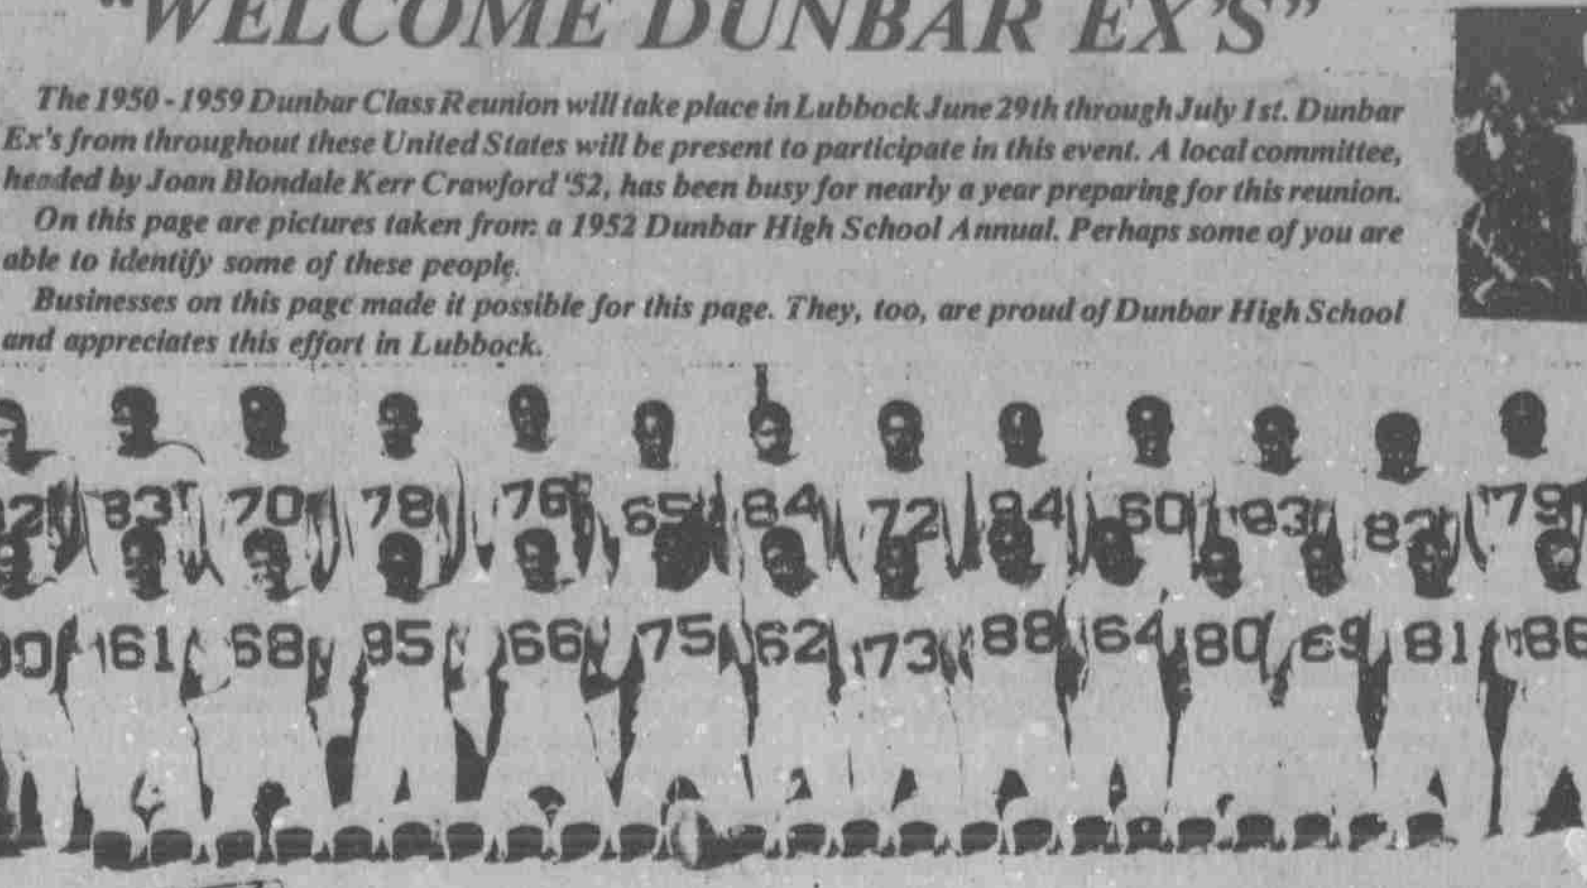 "WELCOME DUNBAR EX'S"
The 1950 - 1959 Dunbar Class Reunion will take place in Lubbock June 29th through July 1st. Dunbar
Ex's from throughout these United States will be present to participate in this event. A local committee,
headed by Joan Blondale Kerr Crawford '52, has been busy for nearly a year preparing for this reunion.
On this page are pictures taken from a 1952 Dunbar High School Annual. Perhaps some of you are
able to identify some of these people.
Businesses on this page made it possible for this page. They, too, are proud of Dunbar High School
and appreciates this effort in Lubbock.
83 70 78 76 65 84 72 84 60 83 82 79
61 68 85 66 75 62 73 88 64 80 69 81 86